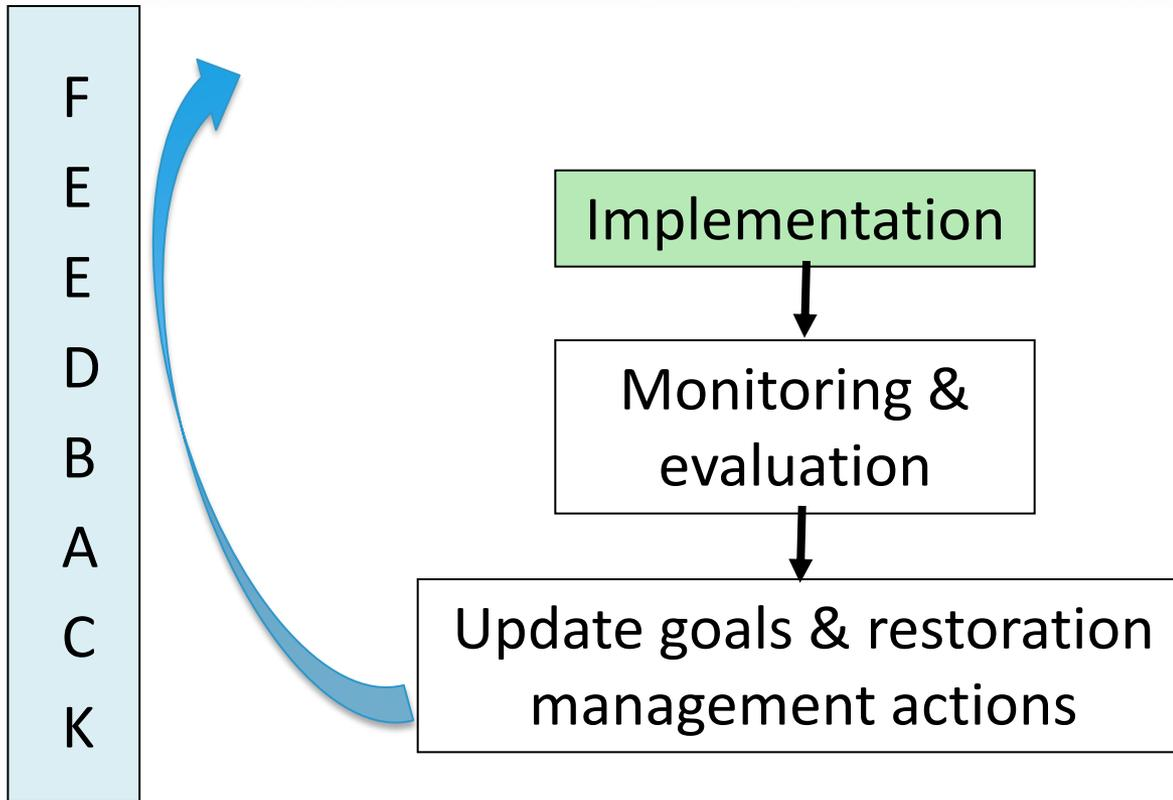 F
E
E
D
B
A
C
K
Implementation
Monitoring &
evaluation
Update goals & restoration
management actions